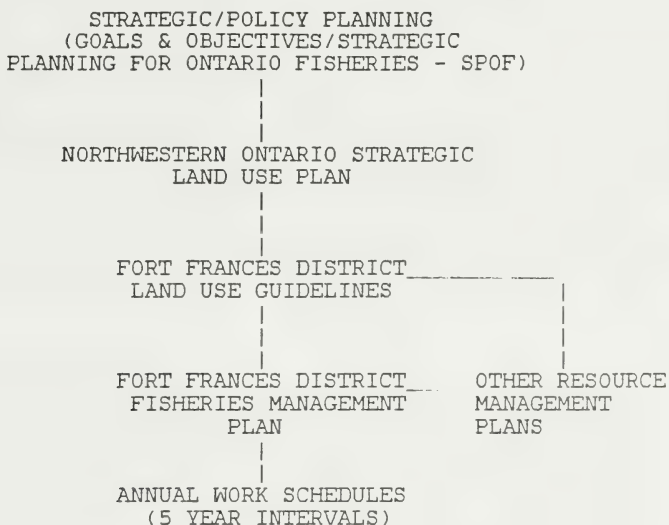 STRATEGIC/POLICY PLANNING
(GOALS & OBJECTIVES/STRATEGIC
PLANNING FOR ONTARIO FISHERIES - SPOF)
NORTHWESTERN ONTARIO STRATEGIC
LAND USE PLAN
FORT FRANCES DISTRICT
LAND USE GUIDELINES
FORT FRANCES DISTRICT
FISHERIES MANAGEMENT
PLAN
OTHER RESOURCE
MANAGEMENT
PLANS
ANNUAL WORK SCHEDULES
(5 YEAR INTERVALS)